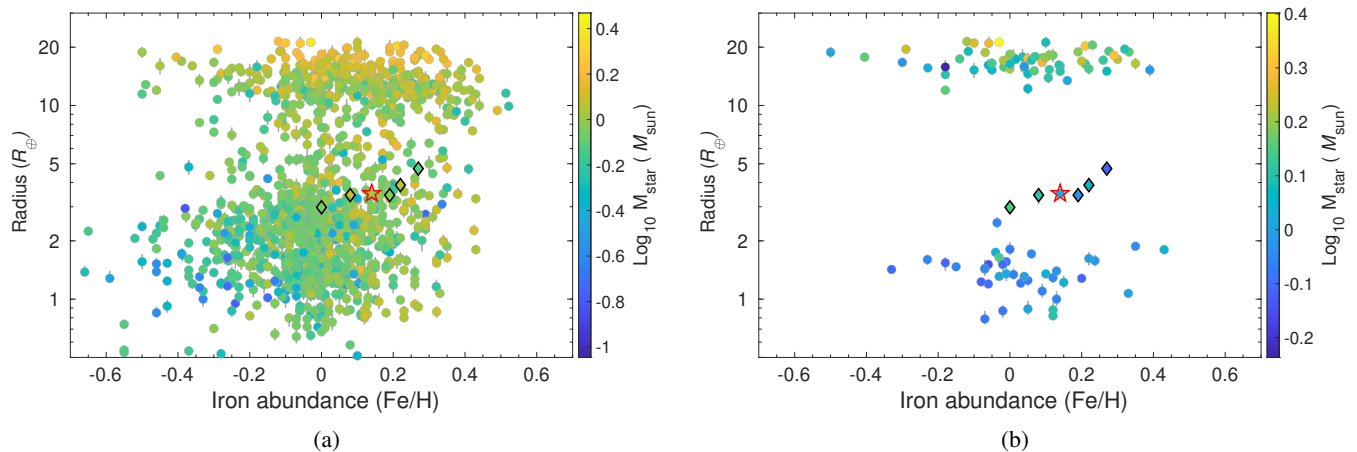 20
10
5
2
1
Radius (R⊕)
-0.6 -0.4 -0.2 0 0.2 0.4 0.6
Iron abundance (Fe/H)
0.4
0.2
0
-0.2
-0.4
-0.6
-0.8
-1
Log10 Mstar ( Msun)
(a)
20
10
5
2
1
Radius (R⊕)
-0.6 -0.4 -0.2 0 0.2 0.4 0.6
Iron abundance (Fe/H)
0.4
0.3
0.2
0.1
0
-0.1
-0.2
Log10 Mstar ( Msun)
(b)